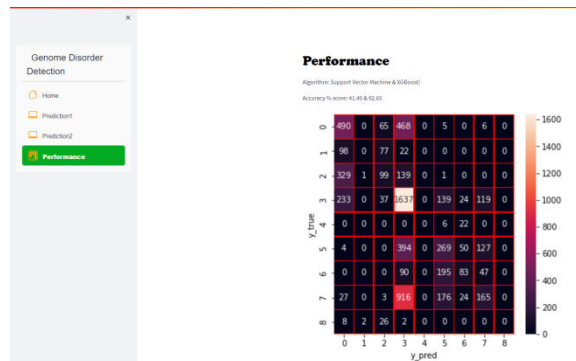 ×
Genome Disorder
Detection
Home
Prediction1
Prediction2
Performance
Performance
Algorithm: Support Vector Machine & XGBoost)
Accuracy % score: 41.40 & 92.65
0 490 0 65 468 0 5 0 6 0
1 98 0 77 22 0 0 0 0 0
2 329 1 99 139 0 1 0 0 0
3 233 0 37 1637 0 139 24 119 0
4 0 0 0 0 0 6 22 0 0
5 4 0 0 394 0 269 50 127 0
6 0 0 0 90 0 195 83 47 0
7 27 0 3 916 0 176 24 165 0
8 8 2 26 2 0 0 0 0 0
0 1 2 3 4 5 6 7 8
y_true
y_pred
1600
1400
1200
1000
800
600
400
200
0